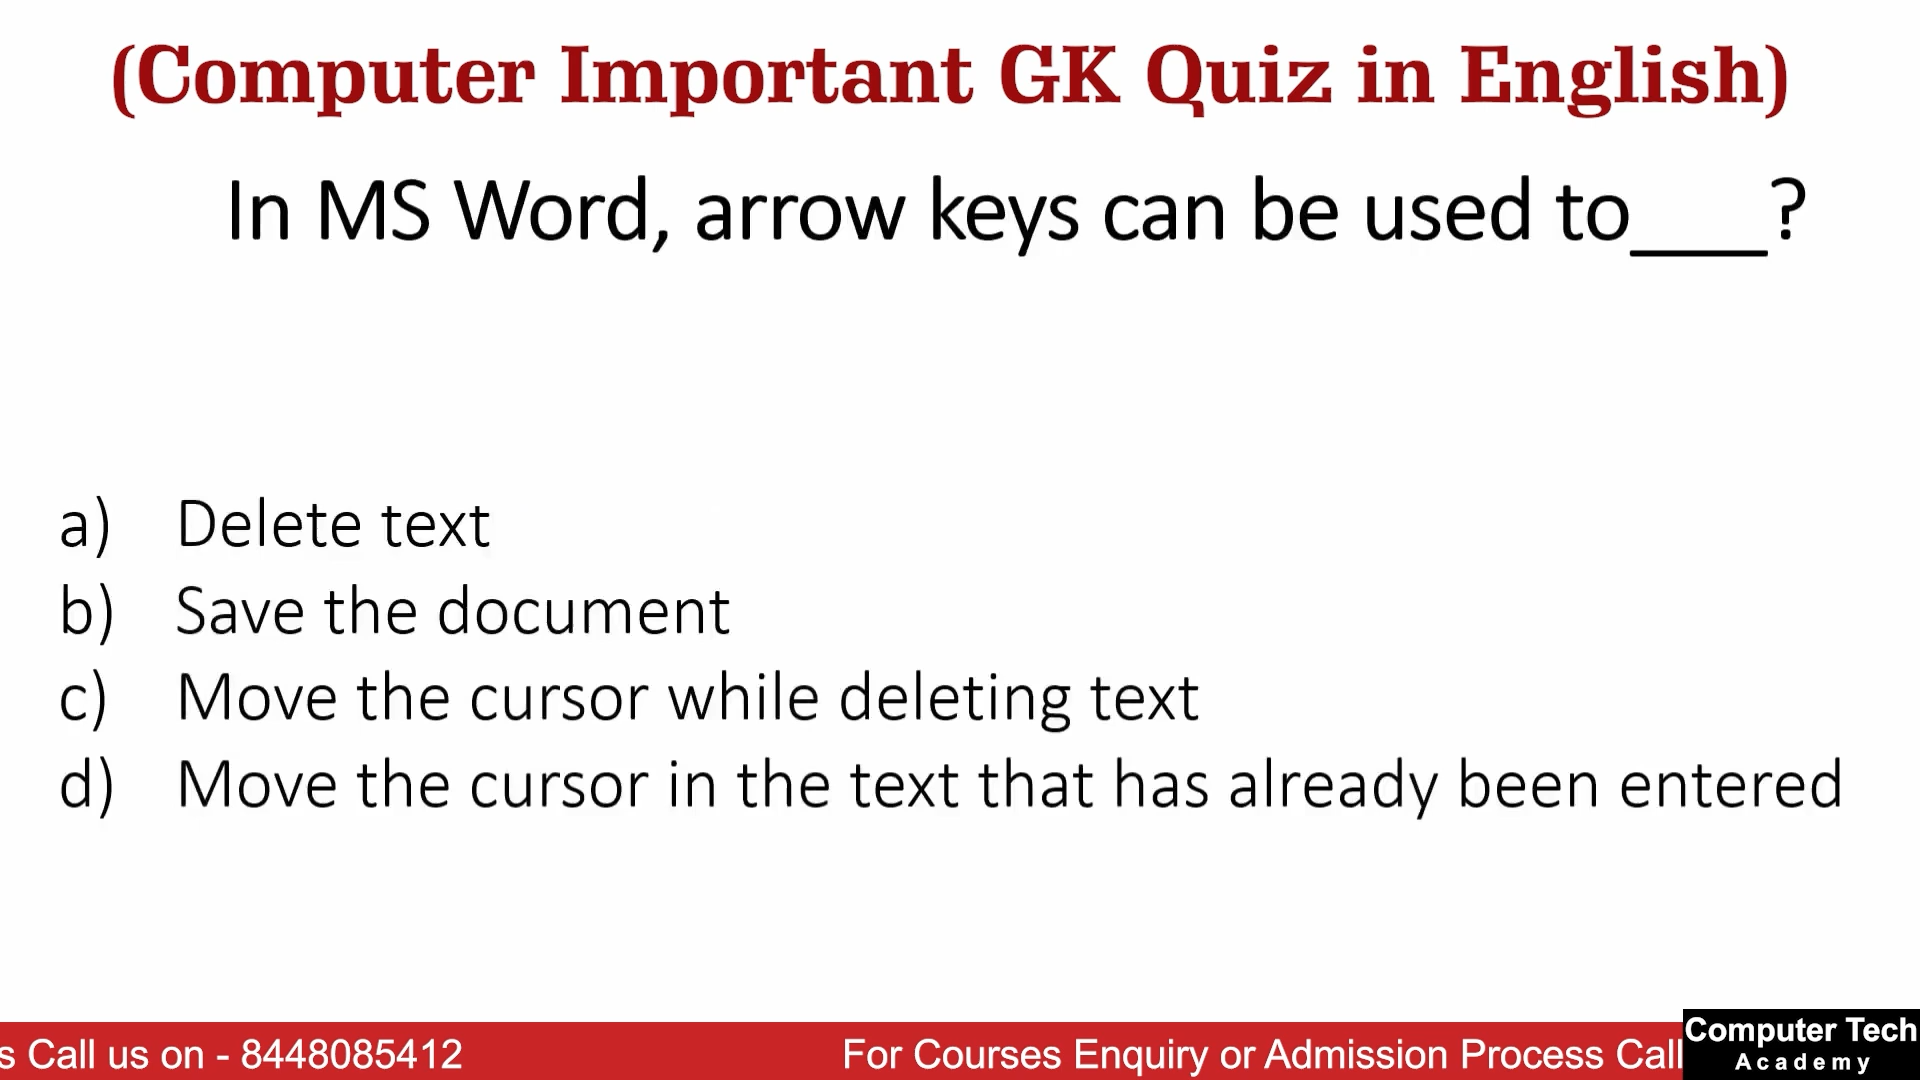 (Computer Important GK Quiz in English)
In MS Word, arrow keys can be used to___?
a) Delete text
b) Save the document
c) Move the cursor while deleting text
d) Move the cursor in the text that has already been entered
s Call us on - 8448085412
For Courses Enquiry or Admission Process Call
Computer Tech
Academy